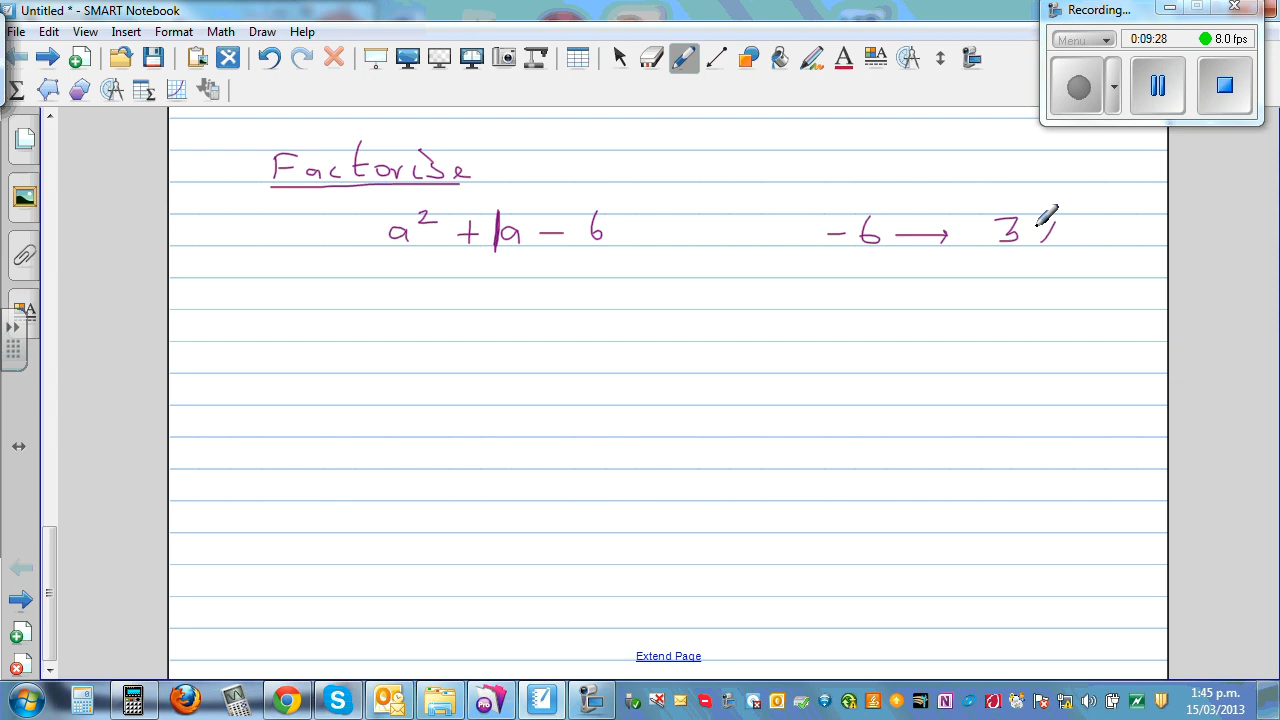 Untitled * - SMART Notebook
Recording...
File Edit View Insert Format Math Draw Help
Menu
0:09:28
8.0 fps
Factorise
a² + 1a - 6
-6 → 3
Extend Page
1:45 p.m.
15/03/2013